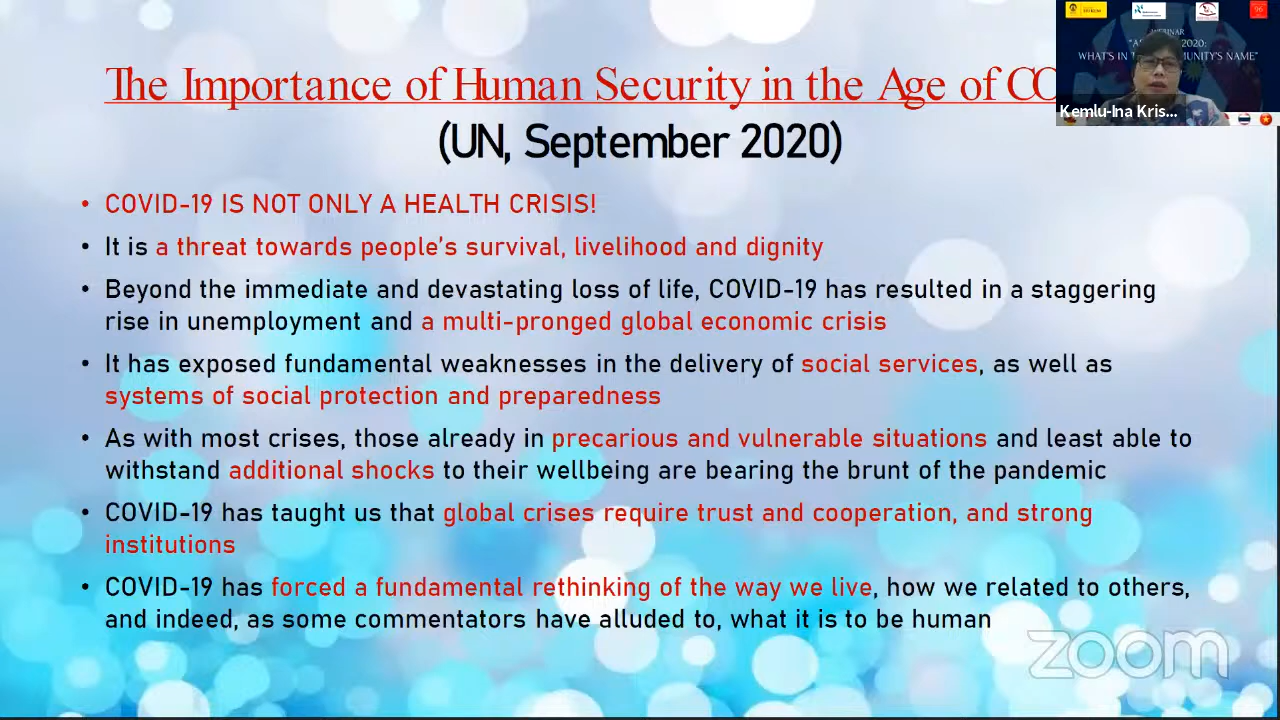 The Importance of Human Security in the Age of CO
(UN, September 2020)
• COVID-19 IS NOT ONLY A HEALTH CRISIS!
• It is a threat towards people's survival, livelihood and dignity
• Beyond the immediate and devastating loss of life, COVID-19 has resulted in a staggering
rise in unemployment and a multi-pronged global economic crisis
• It has exposed fundamental weaknesses in the delivery of social services, as well as
systems of social protection and preparedness
• As with most crises, those already in precarious and vulnerable situations and least able to
withstand additional shocks to their wellbeing are bearing the brunt of the pandemic
• COVID-19 has taught us that global crises require trust and cooperation, and strong
institutions
• COVID-19 has forced a fundamental rethinking of the way we live, how we related to others,
and indeed, as some commentators have alluded to, what it is to be human
WEBINAR
2020:
WHAT'S IN NAME"
Kemlu-Ina Kris...
zoom